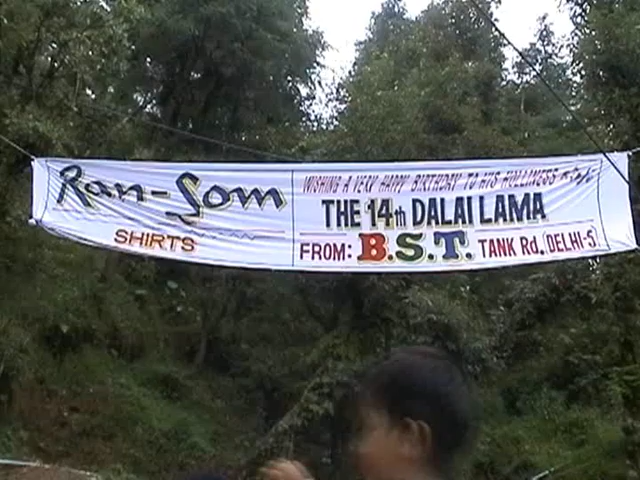 Ran-Som
SHIRTS
WISHING A VERY HAPPY BIRTHDAY TO HIS HOLLINESS
THE 14th DALAI LAMA
FROM: B.S.T. TANK Rd. DELHI-5